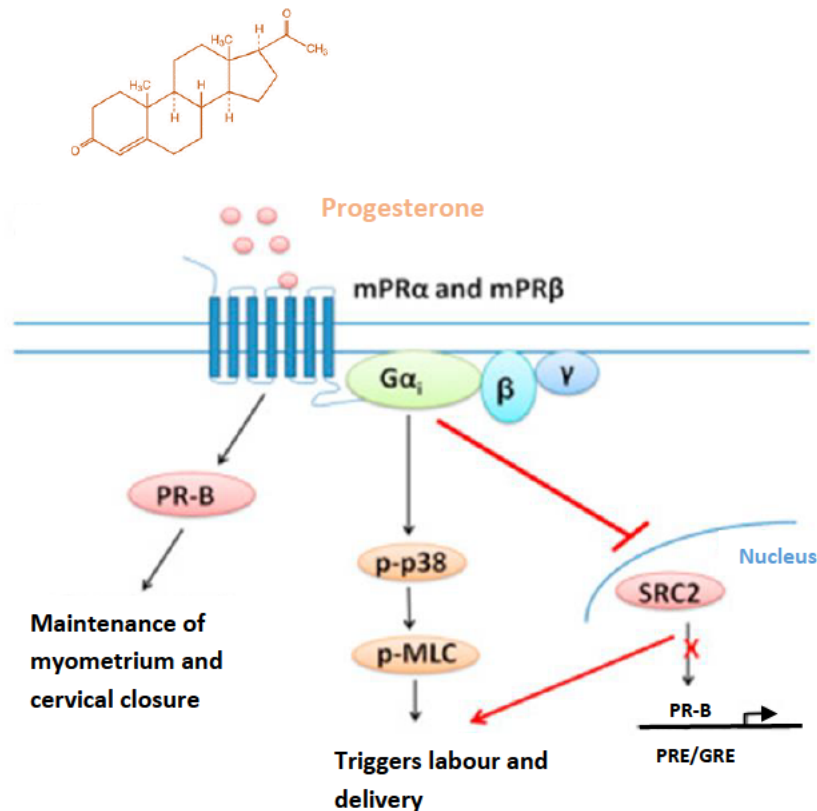 O
H₃C
H
CH₃
H₃C
H
H
H
O
Progesterone
mPRα and mPRβ
Gαᵢ
β
γ
PR-B
p-p38
Nucleus
SRC2
Maintenance of
myometrium and
cervical closure
p-MLC
X
PR-B
PRE/GRE
Triggers labour and
delivery